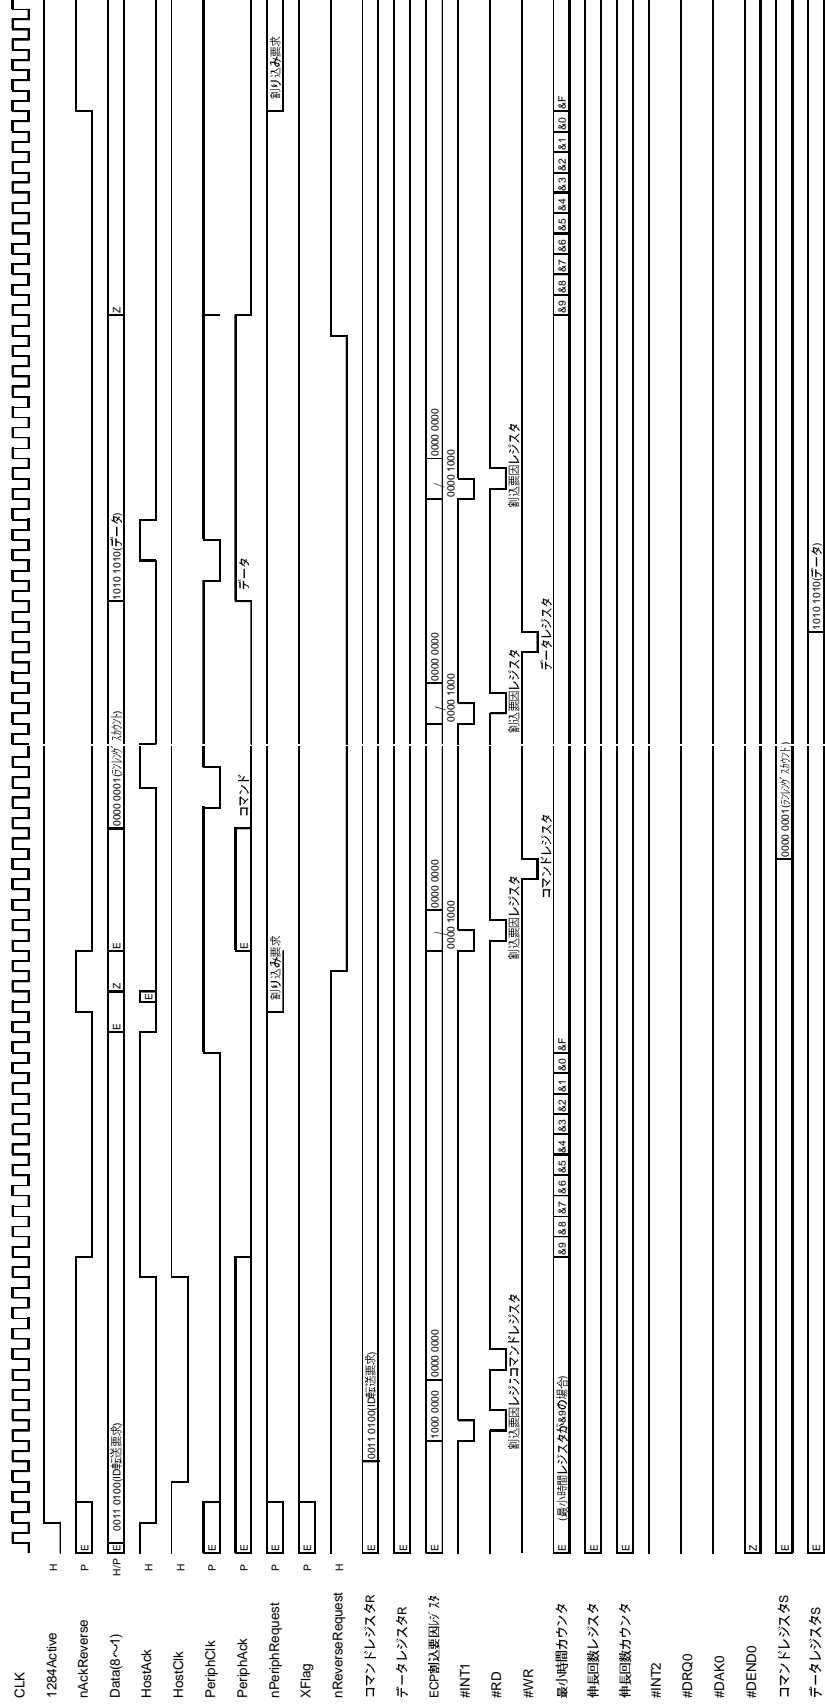 CLK
1284Active H
nAckReverse P E
Data(8～1) H/P E 0011 0100(ID転送要求) E Z E 0000 0001(ﾗﾝﾚﾝｸﾞｽｶｳﾝﾄ) 1010 1010(データ) Z
HostAck H E
HostClk H
PeriphClk P E
PeriphAck P E E コマンド データ
nPeriphRequest P E 割り込み要求 割り込み要求
XFlag P E
nReverseRequest H
コマンドレジスタR E 0011 0100(ID転送要求)
データレジスタR E
ECP割込要因ﾚｼﾞｽﾀ E 1000 0000 0000 0000 0000 1000 0000 0000 0000 1000 0000 0000 0000 1000 0000 0000
#INT1
#RD 割込要因レジ コマンドレジスタ 割込要因レジスタ 割込要因レジスタ 割込要因レジスタ
#WR コマンドレジスタ データレジスタ
最小時間カウンタ E (最小時間レジスタが&9の場合) &9 &8 &7 &6 &5 &4 &3 &2 &1 &0 &F &9 &8 &7 &6 &5 &4 &3 &2 &1 &0 &F
伸長回数レジスタ E
伸長回数カウンタ E
#INT2
#DRQ0
#DAK0
#DEND0 Z
コマンドレジスタS E 0000 0001(ﾗﾝﾚﾝｸﾞｽｶｳﾝﾄ)
データレジスタS E 1010 1010(データ)